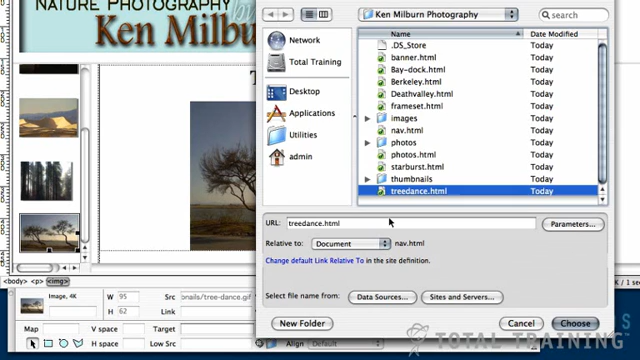 NATURE PHOTOGRAPHY
by
Ken Milburn
Ken Milburn Photography
search
Network
Total Training
Desktop
Applications
Utilities
admin
Name Date Modified
.DS_Store Today
banner.html Today
Bay-dock.html Today
Berkeley.html Today
Deathvalley.html Today
frameset.html Today
images Today
nav.html Today
photos Today
photos.html Today
starburst.html Today
thumbnails Today
treedance.html Today
URL: treedance.html
Parameters...
Relative to: Document nav.html
Change default Link Relative To in the site definition.
Select file name from: Data Sources... Sites and Servers...
New Folder Cancel Choose
<body> <p> <img>
Image, 4K W 95 Src bnails/tree-dance.gif
H 62 Link
Map V space Target
H space Align Default
TOTAL TRAINING